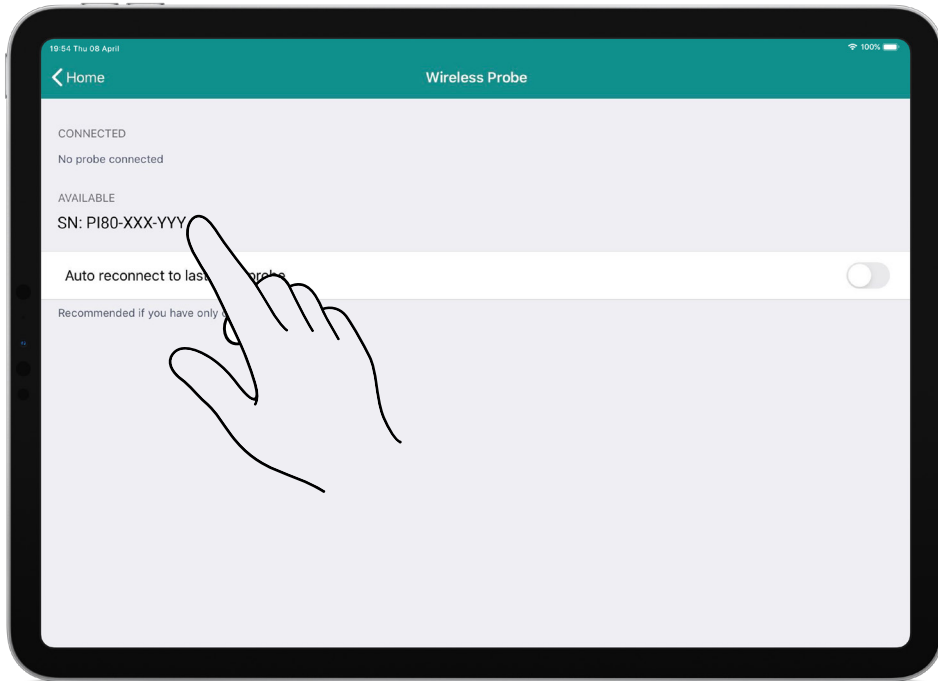 19:54 Thu 08 April
100%
Home
Wireless Probe
CONNECTED
No probe connected
AVAILABLE
SN: PI80-XXX-YYY
Auto reconnect to last probe
Recommended if you have only